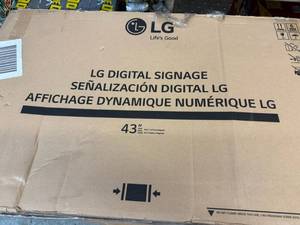 LG
Life's Good
LG DIGITAL SIGNAGE
SEÑALIZACIÓN DIGITAL LG
AFFICHAGE DYNAMIQUE NUMÉRIQUE LG
43"